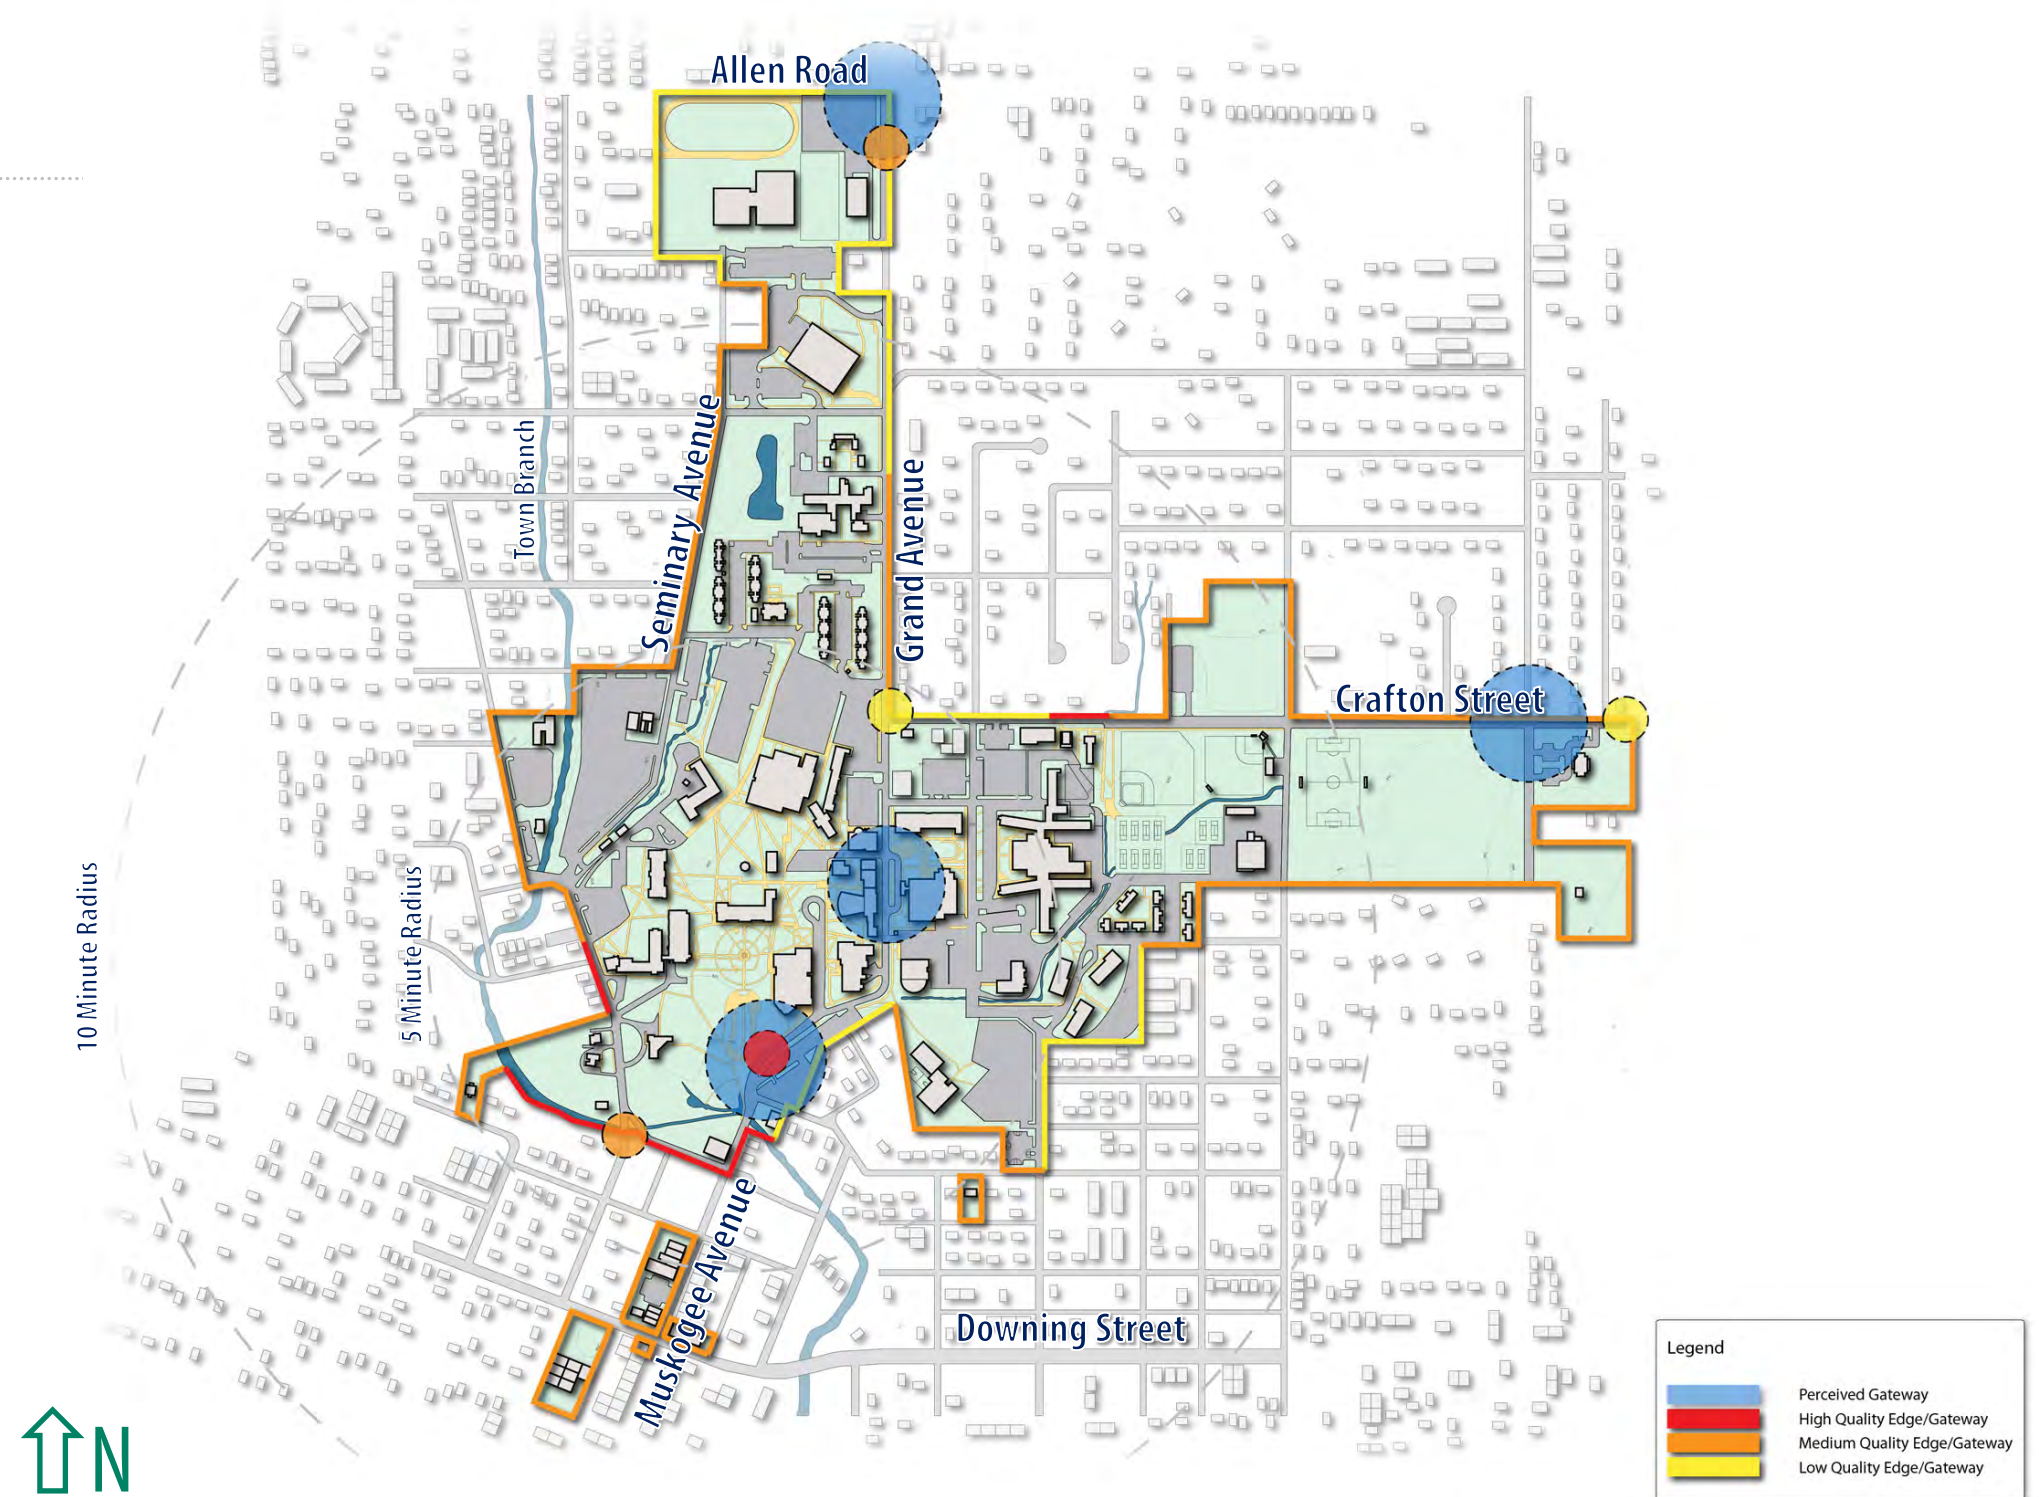 Allen Road
Town Branch
Seminary Avenue
Grand Avenue
Crafton Street
10 Minute Radius
5 Minute Radius
Muskogee Avenue
Downing Street
N
Legend
Perceived Gateway
High Quality Edge/Gateway
Medium Quality Edge/Gateway
Low Quality Edge/Gateway